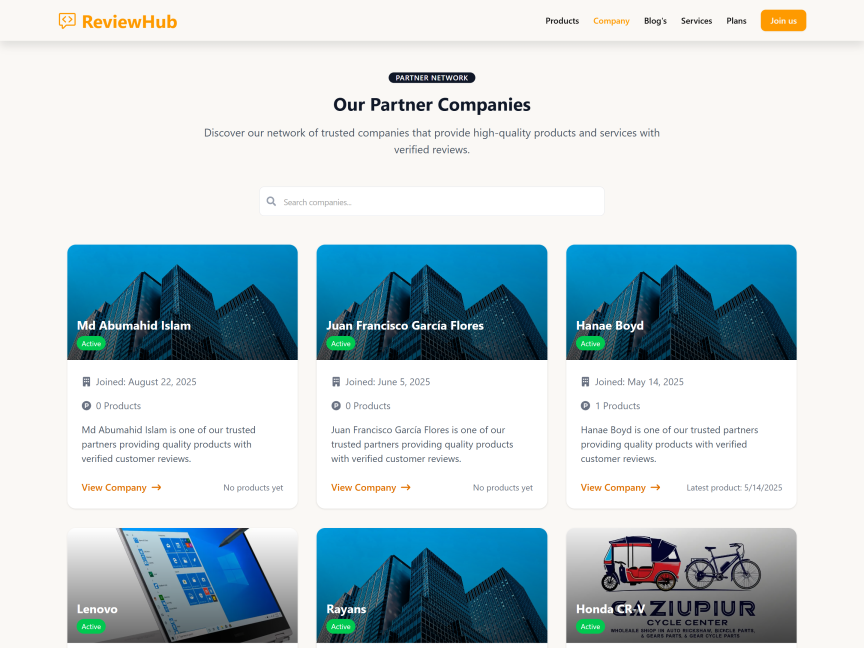 ReviewHub
Products
Company
Blog's
Services
Plans
Join us
PARTNER NETWORK
Our Partner Companies
Discover our network of trusted companies that provide high-quality products and services with
verified reviews.
Search companies...
Md Abumahid Islam
Active
Joined: August 22, 2025
0 Products
Md Abumahid Islam is one of our trusted
partners providing quality products with
verified customer reviews.
View Company
No products yet
Juan Francisco García Flores
Active
Joined: June 5, 2025
0 Products
Juan Francisco García Flores is one of our
trusted partners providing quality products
with verified customer reviews.
View Company
No products yet
Hanae Boyd
Active
Joined: May 14, 2025
1 Products
Hanae Boyd is one of our trusted partners
providing quality products with verified
customer reviews.
View Company
Latest product: 5/14/2025
Lenovo
Active
Rayans
Active
Honda CR-V
Active
CYCLE CENTER
WHOLESALE SHOP IN AUTO RICKSHAW, BICYCLE PARTS,
& GEARS PARTS & GEAR CYCLE PARTS